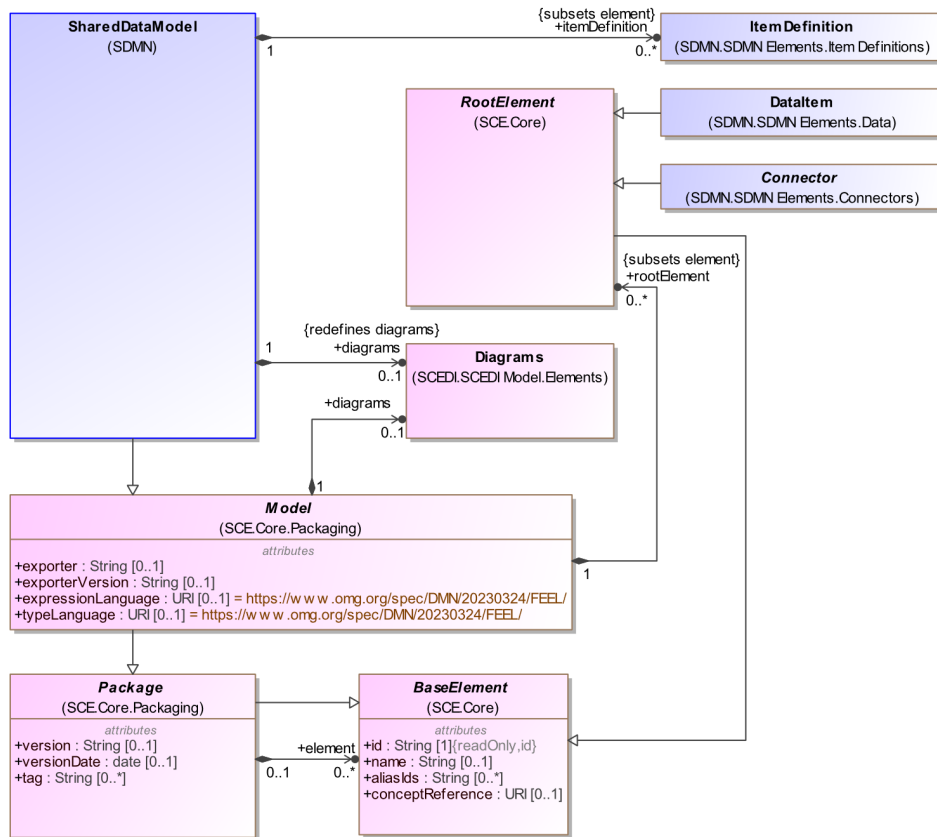 SharedDataModel
(SDMN)
{subsets element}
+itemDefinition
1
0..*
ItemDefinition
(SDMN.SDMN Elements.Item Definitions)
RootElement
(SCE.Core)
DataItem
(SDMN.SDMN Elements.Data)
Connector
(SDMN.SDMN Elements.Connectors)
{subsets element}
+rootElement
0..*
{redefines diagrams}
1
+diagrams
0..1
Diagrams
(SCEDI.SCEDI Model.Elements)
+diagrams
0..1
1
Model
(SCE.Core.Packaging)
attributes
+exporter : String [0..1]
+exporterVersion : String [0..1]
+expressionLanguage : URI [0..1] = https://www.omg.org/spec/DMN/20230324/FEEL/
+typeLanguage : URI [0..1] = https://www.omg.org/spec/DMN/20230324/FEEL/
1
Package
(SCE.Core.Packaging)
attributes
+version : String [0..1]
+versionDate : date [0..1]
+tag : String [0..*]
+element
0..1
0..*
BaseElement
(SCE.Core)
attributes
+id : String [1]{readOnly,id}
+name : String [0..1]
+aliasIds : String [0..*]
+conceptReference : URI [0..1]